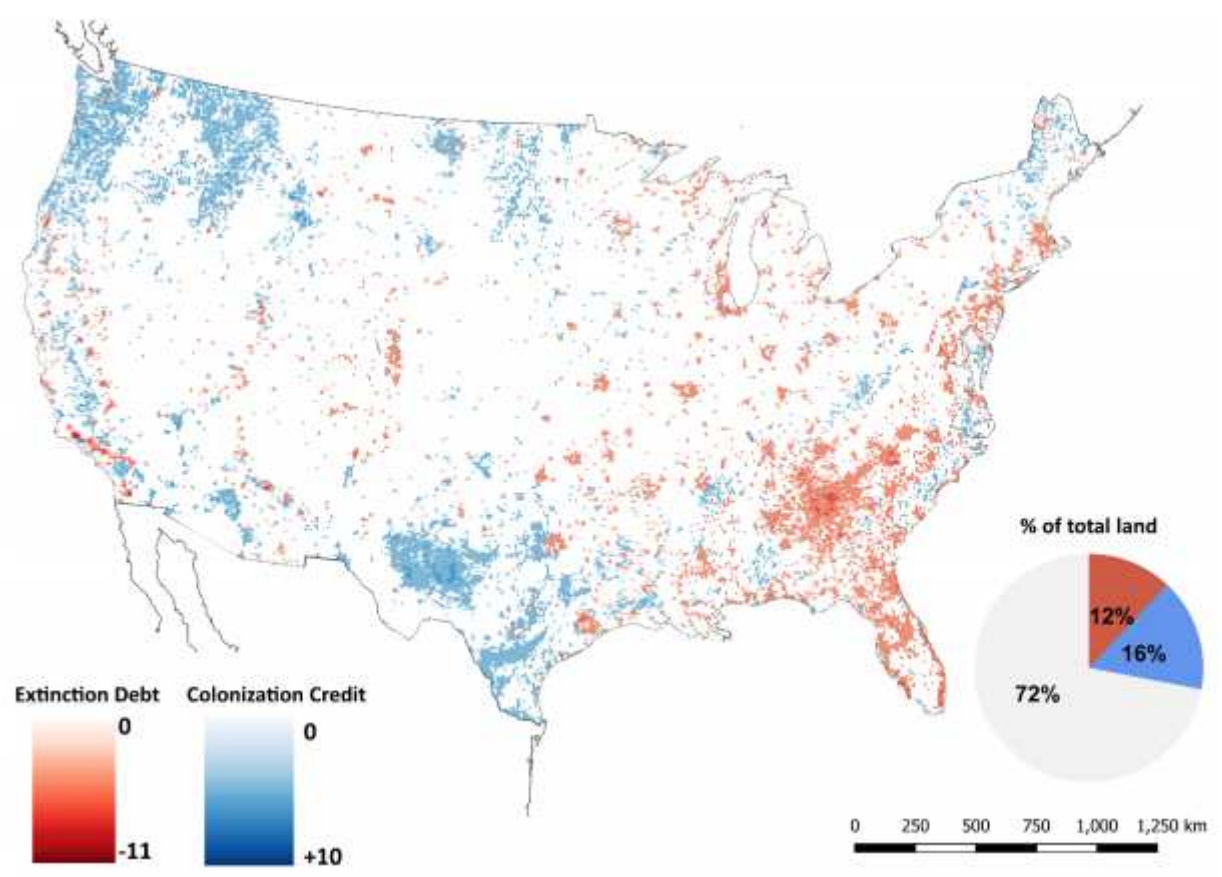 % of total land
12%
16%
72%
Extinction Debt
Colonization Credit
0
0
-11
+10
0 250 500 750 1,000 1,250 km